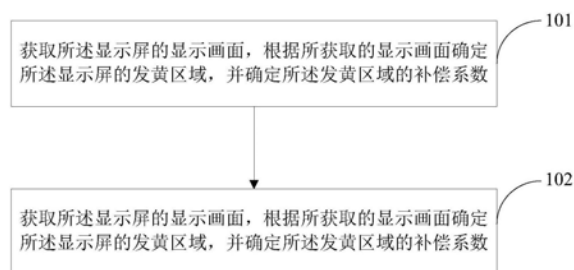 101
获取所述显示屏的显示画面，根据所获取的显示画面确定
所述显示屏的发黄区域，并确定所述发黄区域的补偿系数
102
获取所述显示屏的显示画面，根据所获取的显示画面确定
所述显示屏的发黄区域，并确定所述发黄区域的补偿系数